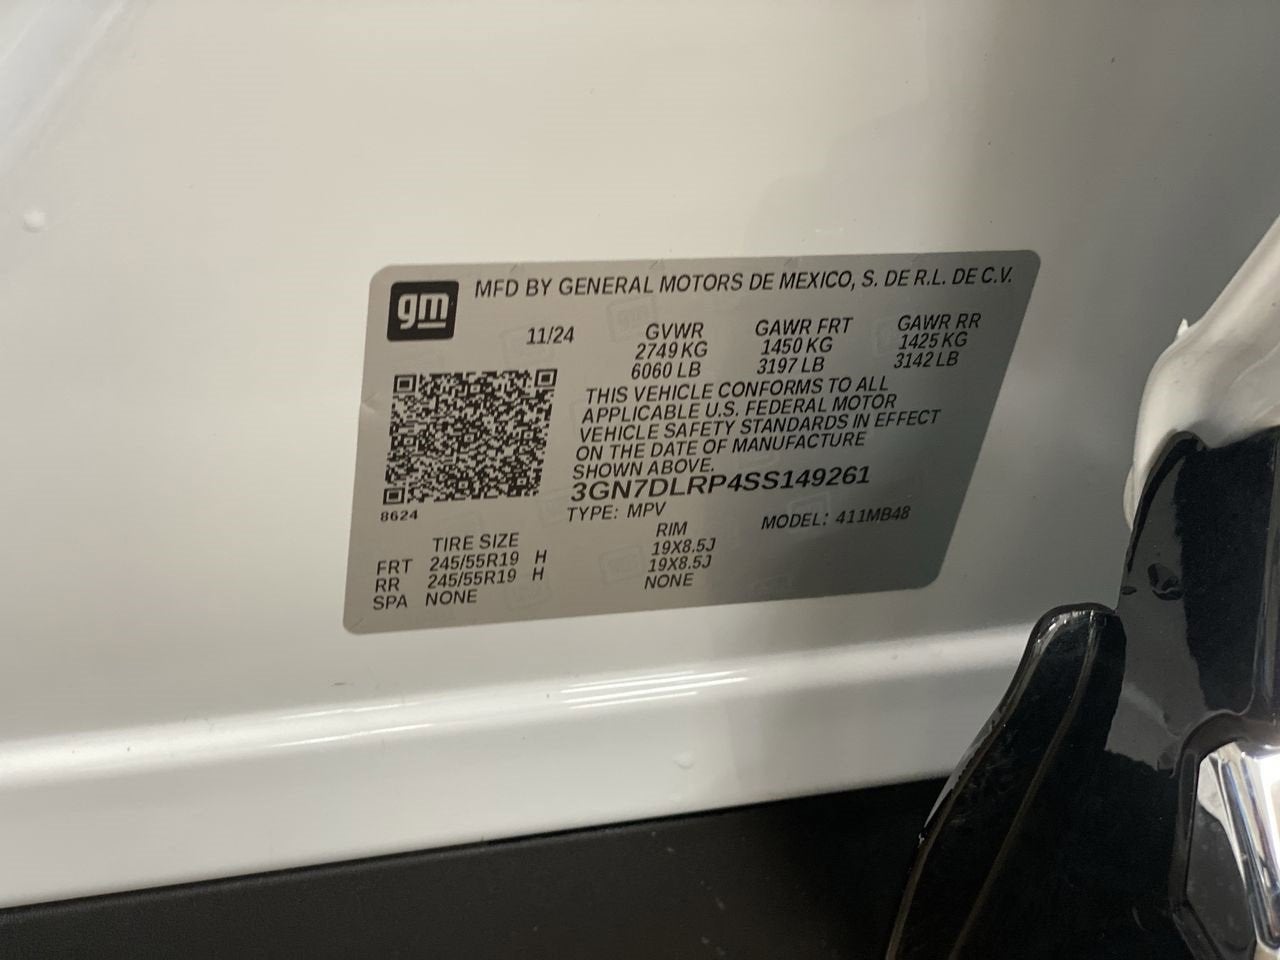 gm
MFD BY GENERAL MOTORS DE MEXICO, S. DE R.L. DE C.V.
11/24 GVWR GAWR FRT GAWR RR
2749 KG 1450 KG 1425 KG
6060 LB 3197 LB 3142 LB
THIS VEHICLE CONFORMS TO ALL
APPLICABLE U.S. FEDERAL MOTOR
VEHICLE SAFETY STANDARDS IN EFFECT
ON THE DATE OF MANUFACTURE
SHOWN ABOVE.
3GN7DLRP4SS149261
8624
TYPE: MPV MODEL: 411MB48
TIRE SIZE RIM
FRT 245/55R19 H 19X8.5J
RR 245/55R19 H 19X8.5J
SPA NONE NONE